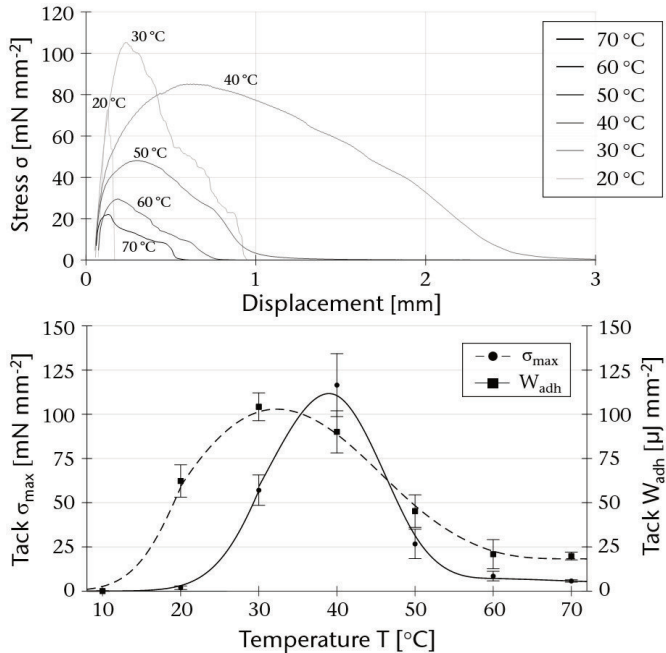 120
100
80
60
40
20
0
Stress σ [mN mm-2]
30 °C
40 °C
20 °C
50 °C
60 °C
70 °C
70 °C
60 °C
50 °C
40 °C
30 °C
20 °C
0 1 2 3
Displacement [mm]
150
125
100
75
50
25
0
Tack σmax [mN mm-2]
σmax
Wadh
150
125
100
75
50
25
0
Tack Wadh [µJ mm-2]
10 20 30 40 50 60 70
Temperature T [°C]